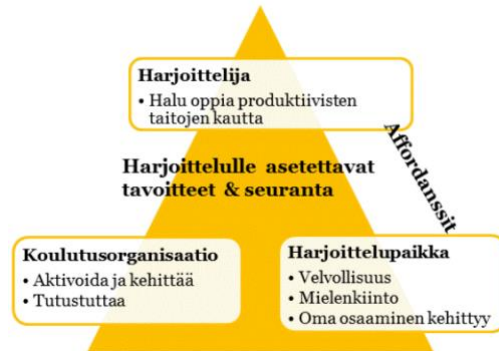 Harjoittelija
• Halu oppia produktiivisten
taitojen kautta
Affordanssit
Harjoittelulle asetettavat
tavoitteet & seuranta
Koulutusorganisaatio
• Aktivoida ja kehittää
• Tutustuttaa
Harjoittelupaikka
• Velvollisuus
• Mielenkiinto
• Oma osaaminen kehittyy